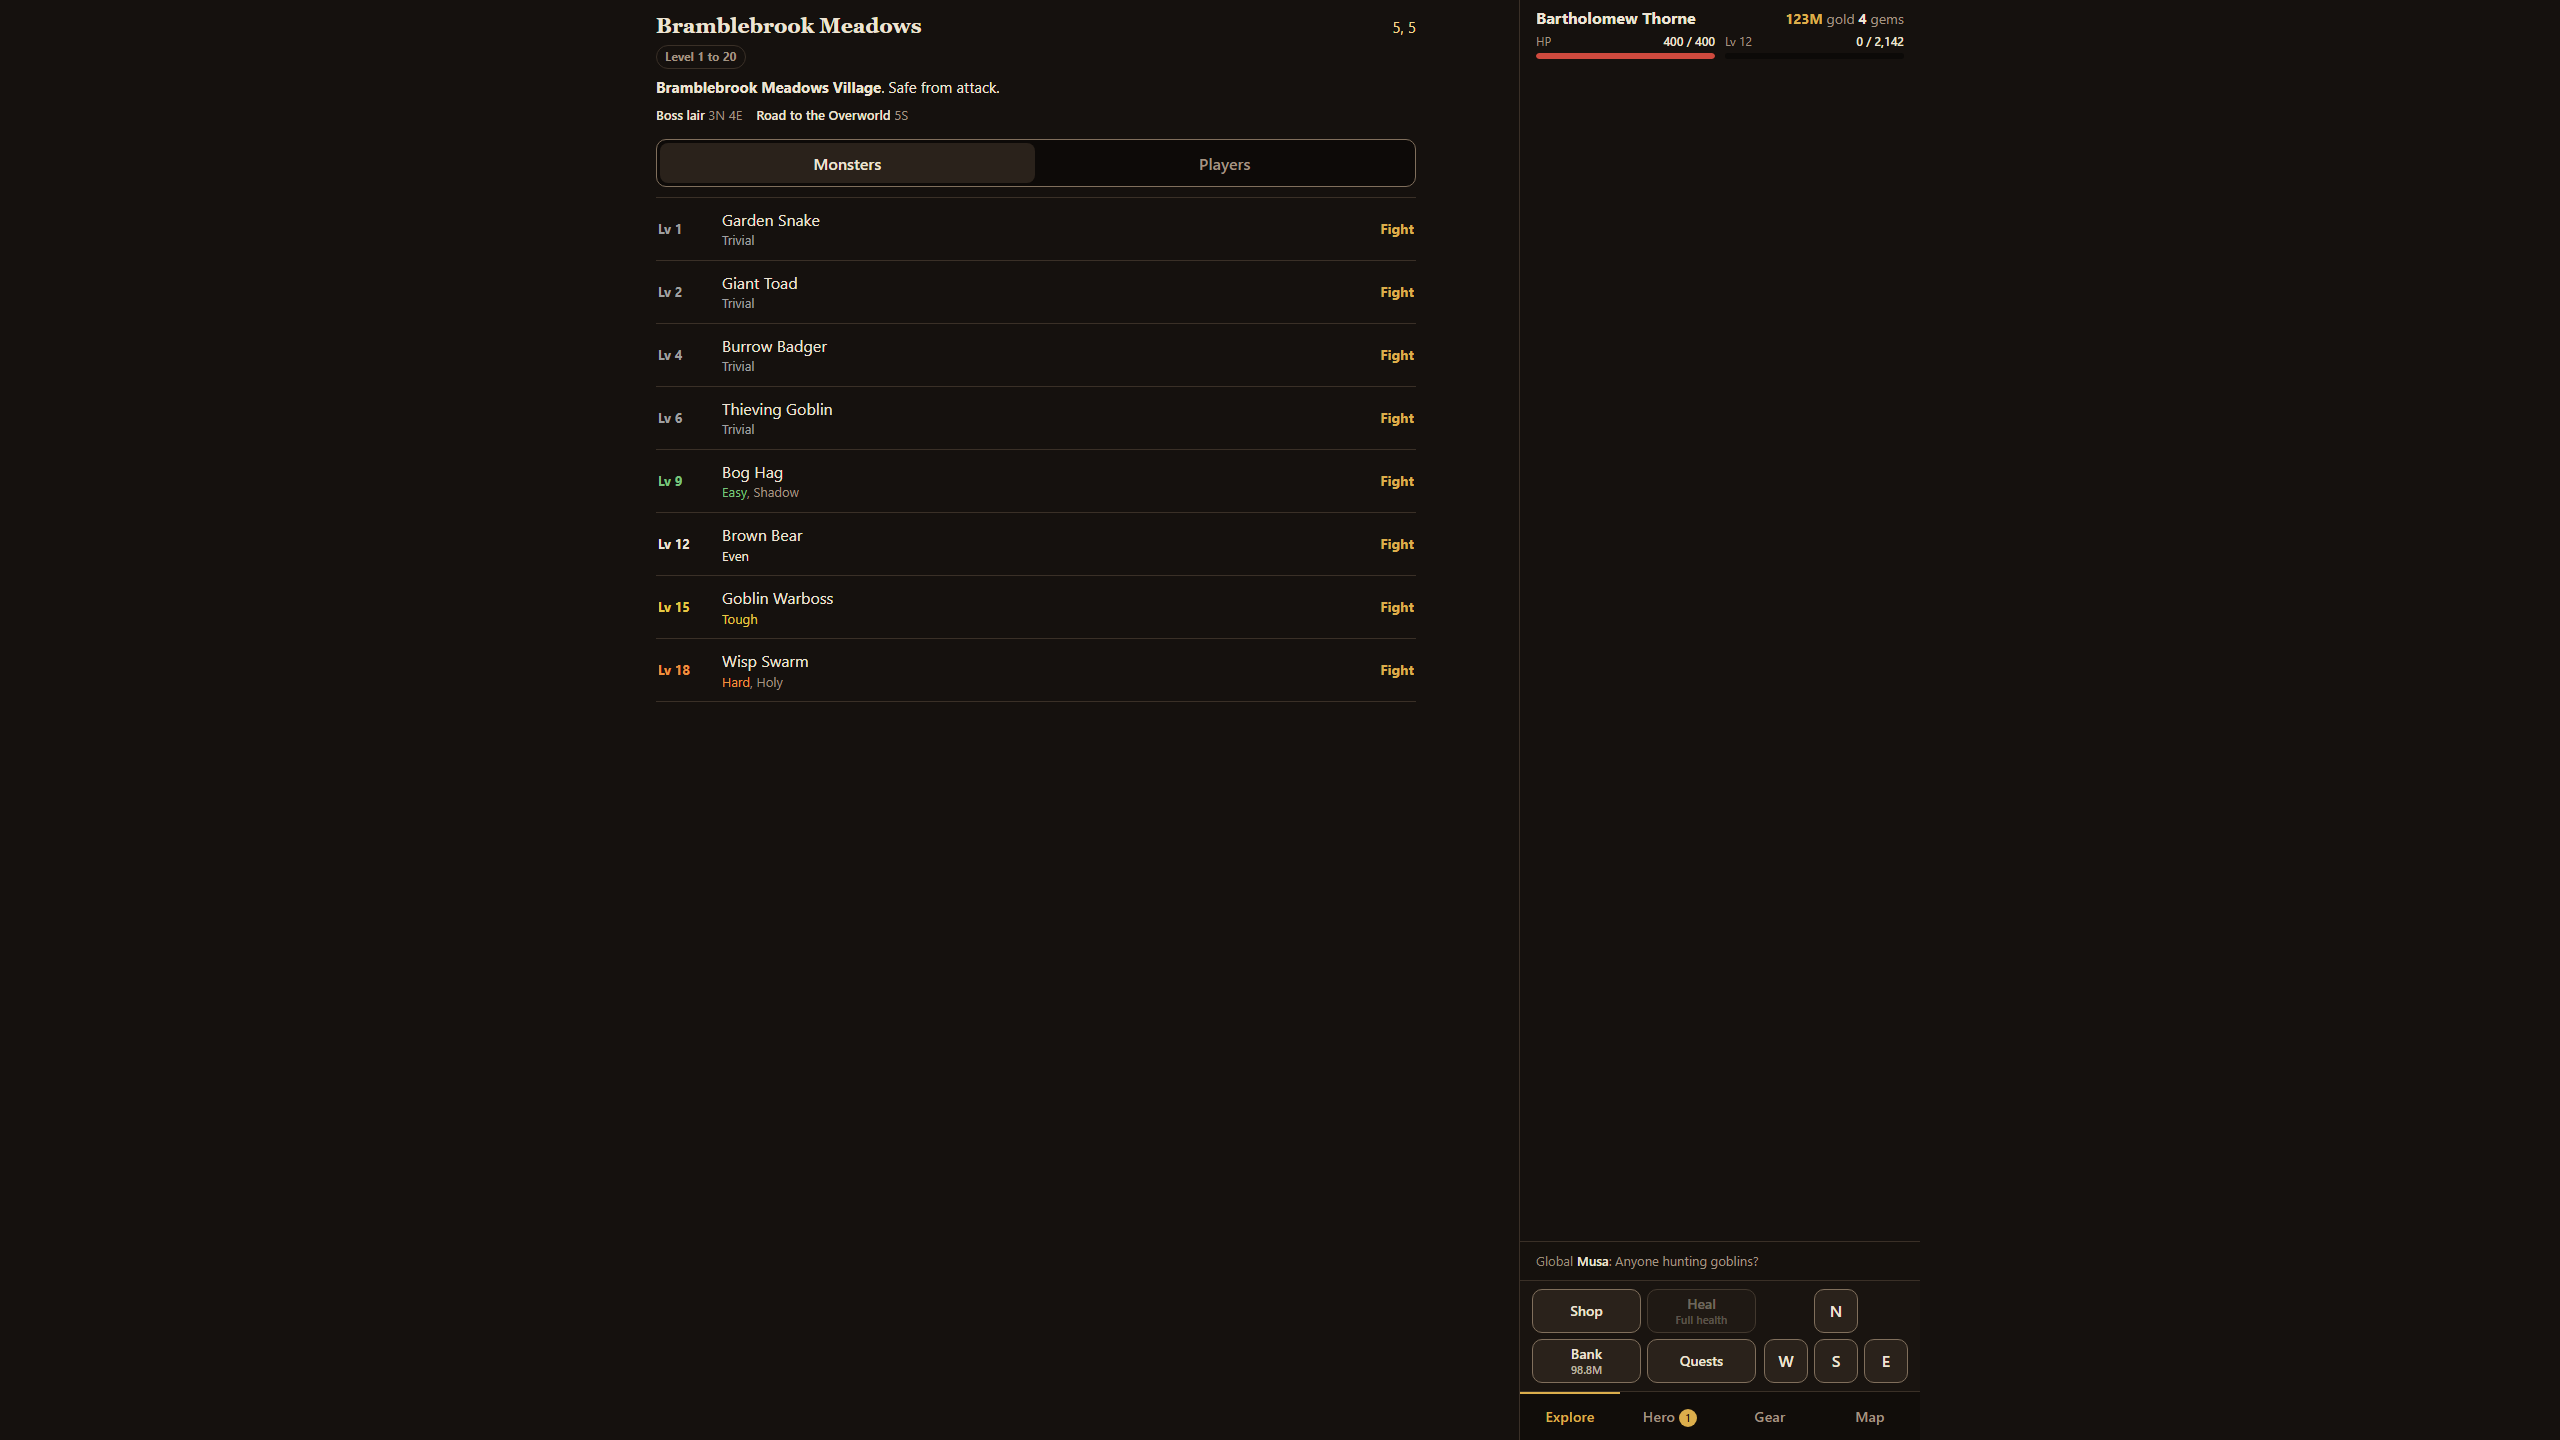 Bramblebrook Meadows
5, 5
Level 1 to 20
Bramblebrook Meadows Village. Safe from attack.
Boss lair 3N 4E Road to the Overworld 5S
Monsters
Players
Lv 1
Garden Snake
Trivial
Fight
Lv 2
Giant Toad
Trivial
Fight
Lv 4
Burrow Badger
Trivial
Fight
Lv 6
Thieving Goblin
Trivial
Fight
Lv 9
Bog Hag
Easy, Shadow
Fight
Lv 12
Brown Bear
Even
Fight
Lv 15
Goblin Warboss
Tough
Fight
Lv 18
Wisp Swarm
Hard, Holy
Fight
Bartholomew Thorne
123M gold 4 gems
HP 400 / 400
Lv 12 0 / 2,142
Global Musa: Anyone hunting goblins?
Shop
Heal
Full health
N
Bank
98.8M
Quests
W
S
E
Explore
Hero 1
Gear
Map